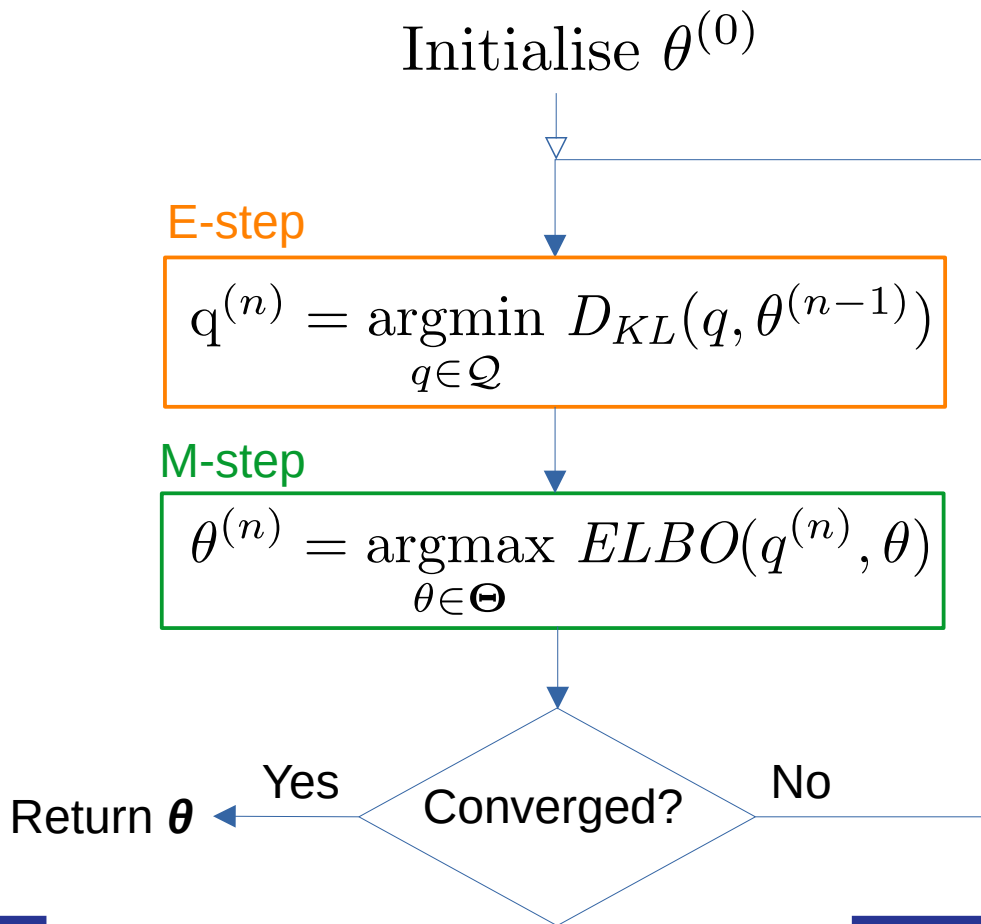 Initialise θ^(0)
E-step
q^(n) = argmin D_KL(q, θ^(n−1))
q∈𝒬
M-step
θ^(n) = argmax ELBO(q^(n), θ)
θ∈Θ
Yes
No
Return θ
Converged?